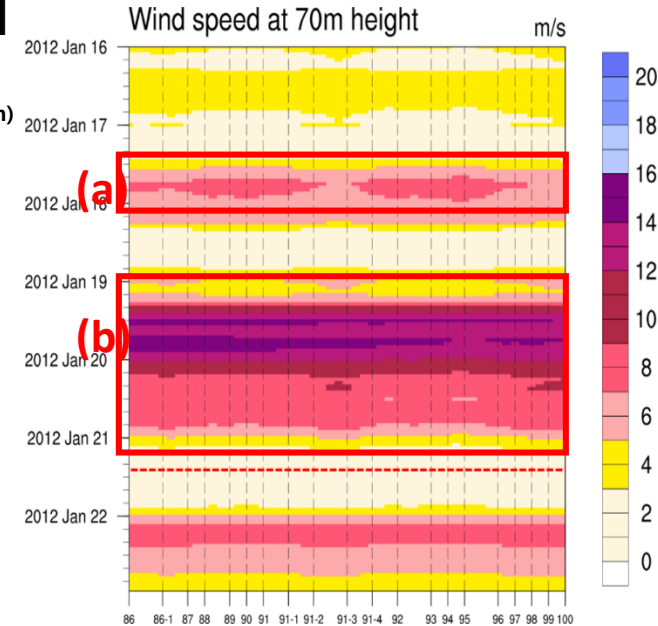 Wind speed at 70m height
m/s
2012 Jan 16
2012 Jan 17
(a)
2012 Jan 19
(b)
2012 Jan 20
2012 Jan 21
2012 Jan 22
20
18
16
14
12
10
8
6
4
2
0
86 86-1 87 88 89 90 91 91-1 91-2 91-3 91-4 92 93 94 95 96 97 98 99 100